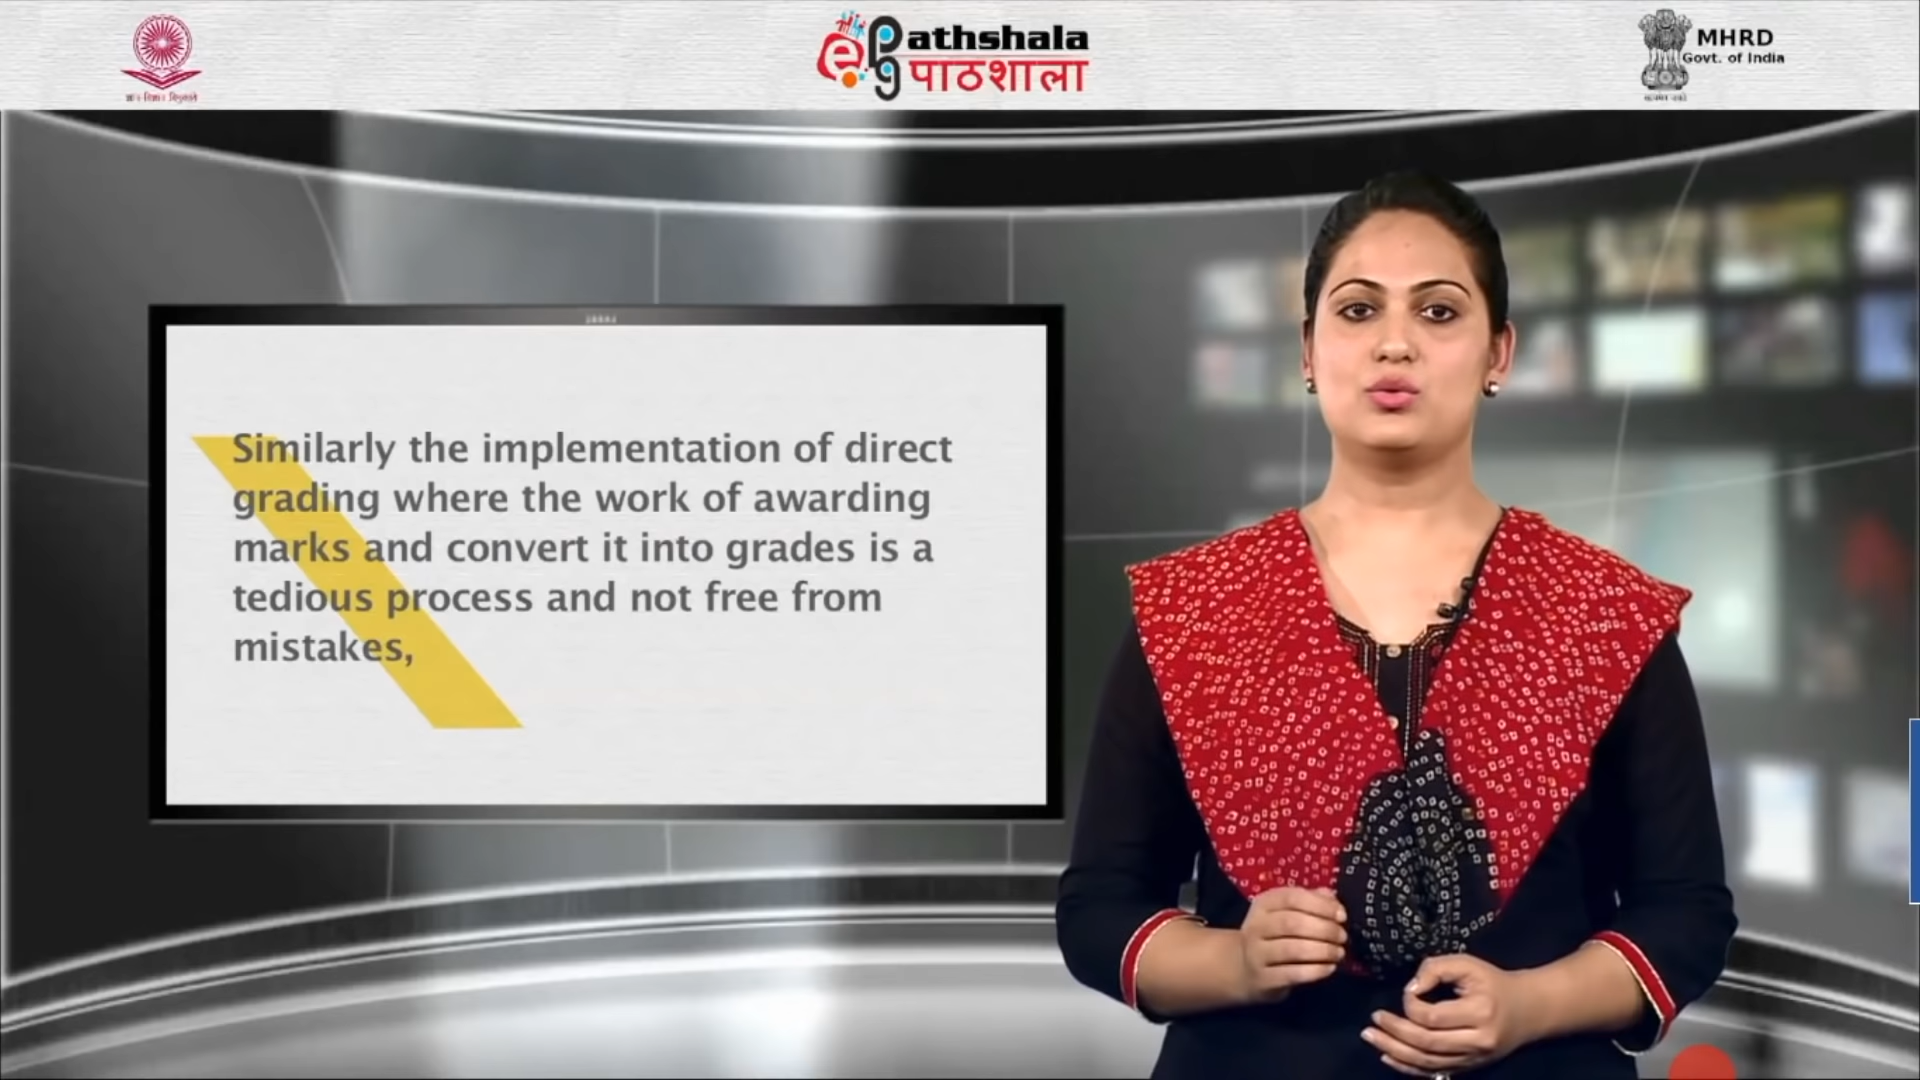 Pathshala
पाठशाला
MHRD
Govt. of India
Similarly the implementation of direct
grading where the work of awarding
marks and convert it into grades is a
tedious process and not free from
mistakes,